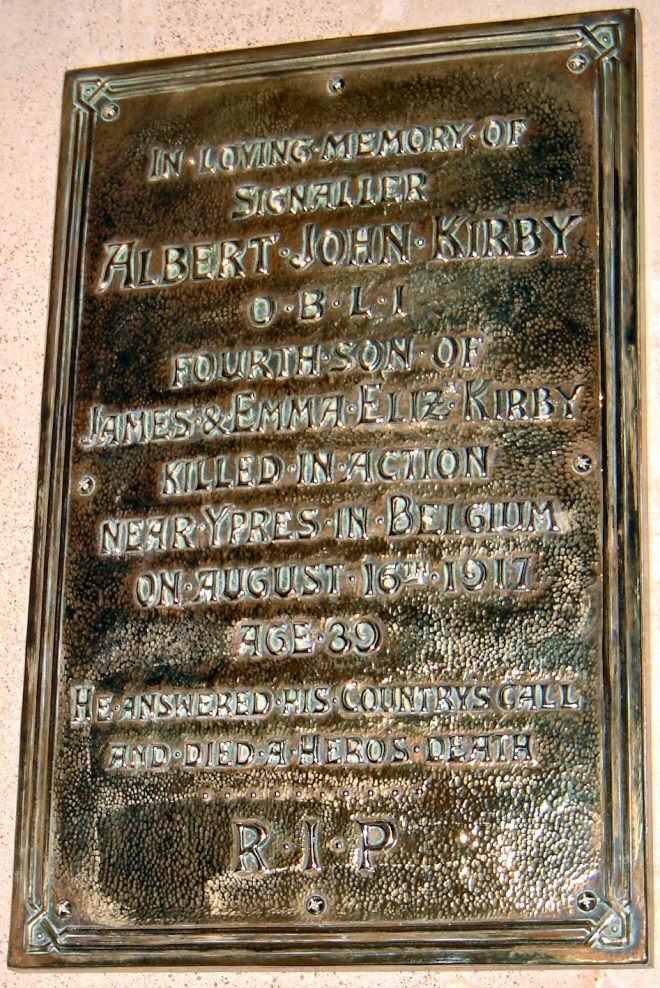 IN·LOVING·MEMORY·OF
SIGNALLER
ALBERT·JOHN·KIRBY
O·B·L·I
FOURTH·SON·OF
JAMES·&·EMMA·ELIZ^A·KIRBY
KILLED·IN·ACTION
NEAR·YPRES·IN·BELGIUM
ON·AUGUST·16TH·1917
AGE·39
HE·ANSWERED·HIS·COUNTRYS·CALL
AND·DIED·A·HERO'S·DEATH
R·I·P